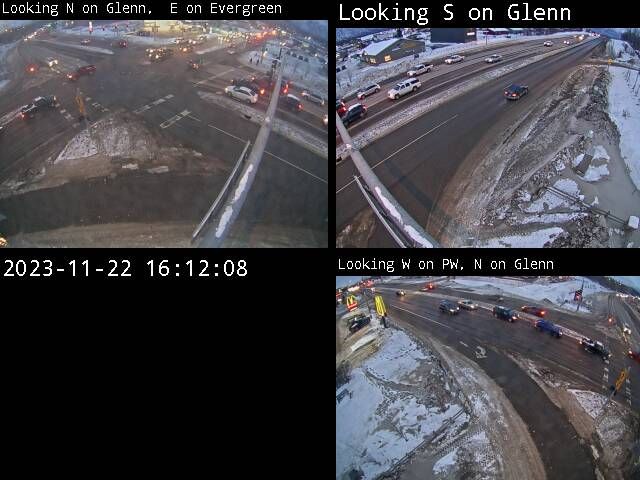 Looking N on Glenn,  E on Evergreen
Looking S on Glenn
2023-11-22 16:12:08
Looking W on PW, N on Glenn